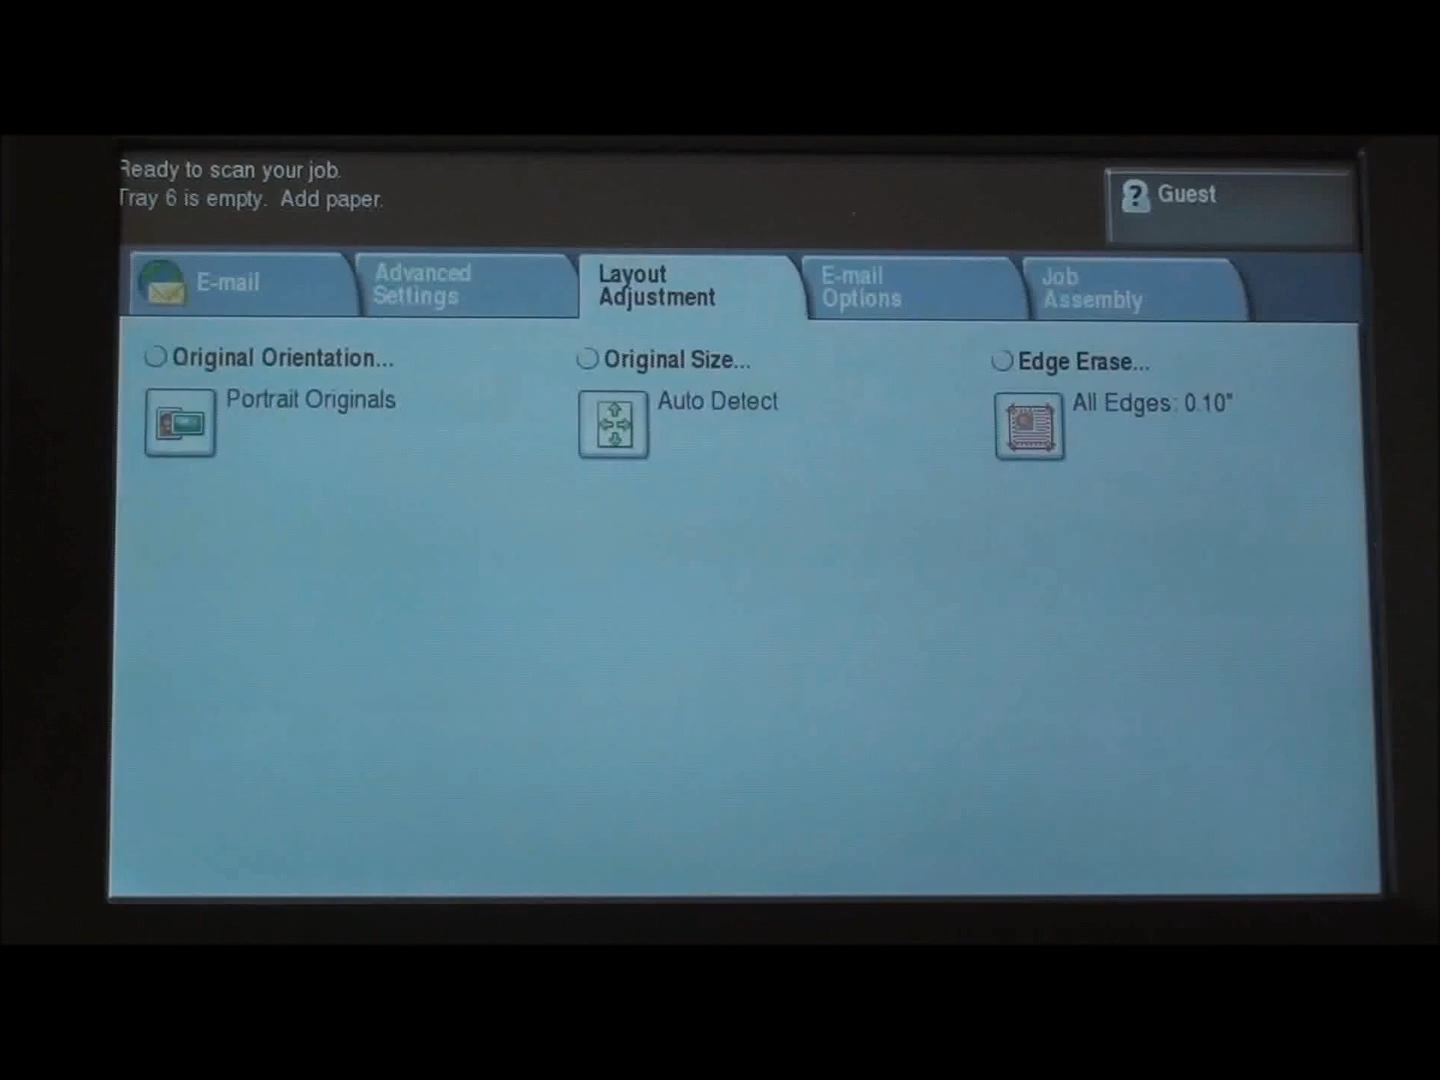 Ready to scan your job.
Tray 6 is empty. Add paper.
? Guest
E-mail
Advanced
Settings
Layout
Adjustment
E-mail
Options
Job
Assembly
Original Orientation...
Portrait Originals
Original Size...
Auto Detect
Edge Erase...
All Edges: 0.10"